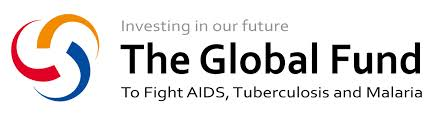 Investing in our future
The Global Fund
To Fight AIDS, Tuberculosis and Malaria